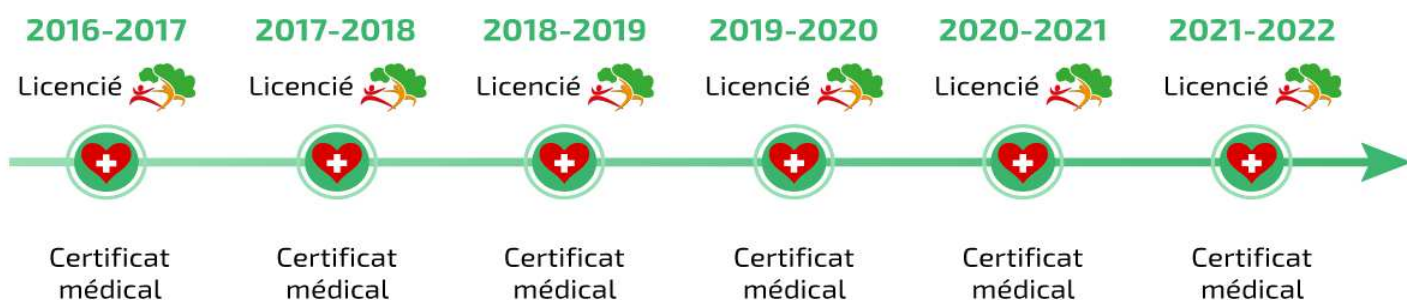 2016-2017 2017-2018 2018-2019 2019-2020 2020-2021 2021-2022
Licencié Licencié Licencié Licencié Licencié Licencié
Certificat Certificat Certificat Certificat Certificat Certificat
médical médical médical médical médical médical